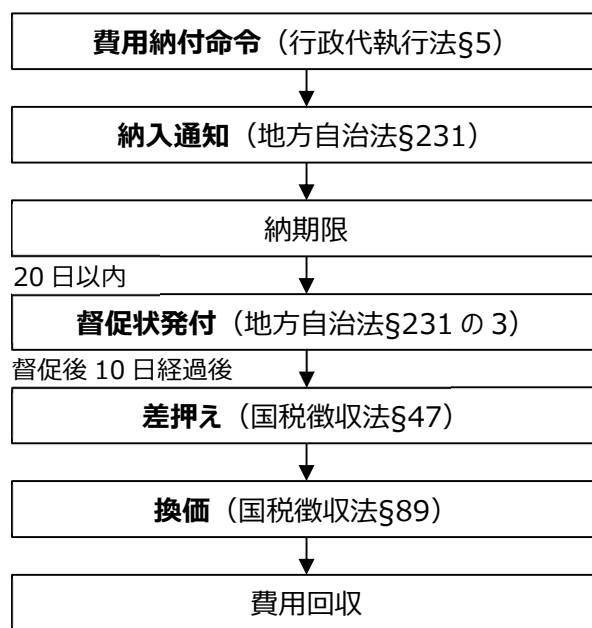 費用納付命令（行政代執行法§5）
納入通知（地方自治法§231）
納期限
20 日以内
督促状発付（地方自治法§231 の 3）
督促後 10 日経過後
差押え（国税徴収法§47）
換価（国税徴収法§89）
費用回収